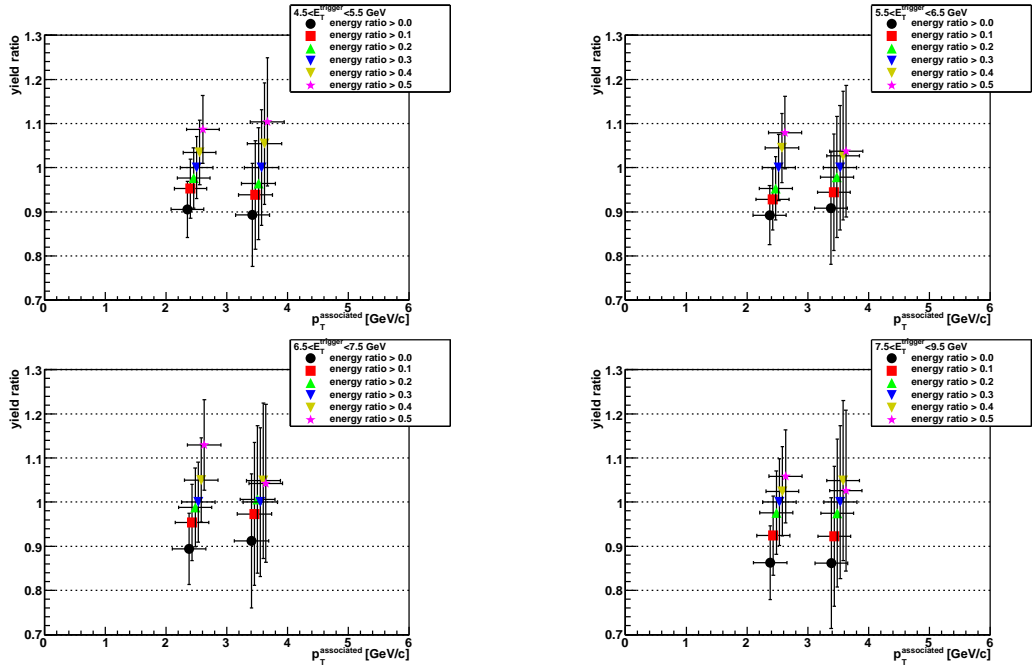 4.5<E_T^trigger<5.5 GeV
energy ratio > 0.0
energy ratio > 0.1
energy ratio > 0.2
energy ratio > 0.3
energy ratio > 0.4
energy ratio > 0.5
yield ratio
1.3
1.2
1.1
1
0.9
0.8
0.7
0 1 2 3 4 5 6
p_T^associated [GeV/c]
5.5<E_T^trigger<6.5 GeV
energy ratio > 0.0
energy ratio > 0.1
energy ratio > 0.2
energy ratio > 0.3
energy ratio > 0.4
energy ratio > 0.5
yield ratio
1.3
1.2
1.1
1
0.9
0.8
0.7
0 1 2 3 4 5 6
p_T^associated [GeV/c]
6.5<E_T^trigger<7.5 GeV
energy ratio > 0.0
energy ratio > 0.1
energy ratio > 0.2
energy ratio > 0.3
energy ratio > 0.4
energy ratio > 0.5
yield ratio
1.3
1.2
1.1
1
0.9
0.8
0.7
0 1 2 3 4 5 6
p_T^associated [GeV/c]
7.5<E_T^trigger<9.5 GeV
energy ratio > 0.0
energy ratio > 0.1
energy ratio > 0.2
energy ratio > 0.3
energy ratio > 0.4
energy ratio > 0.5
yield ratio
1.3
1.2
1.1
1
0.9
0.8
0.7
0 1 2 3 4 5 6
p_T^associated [GeV/c]